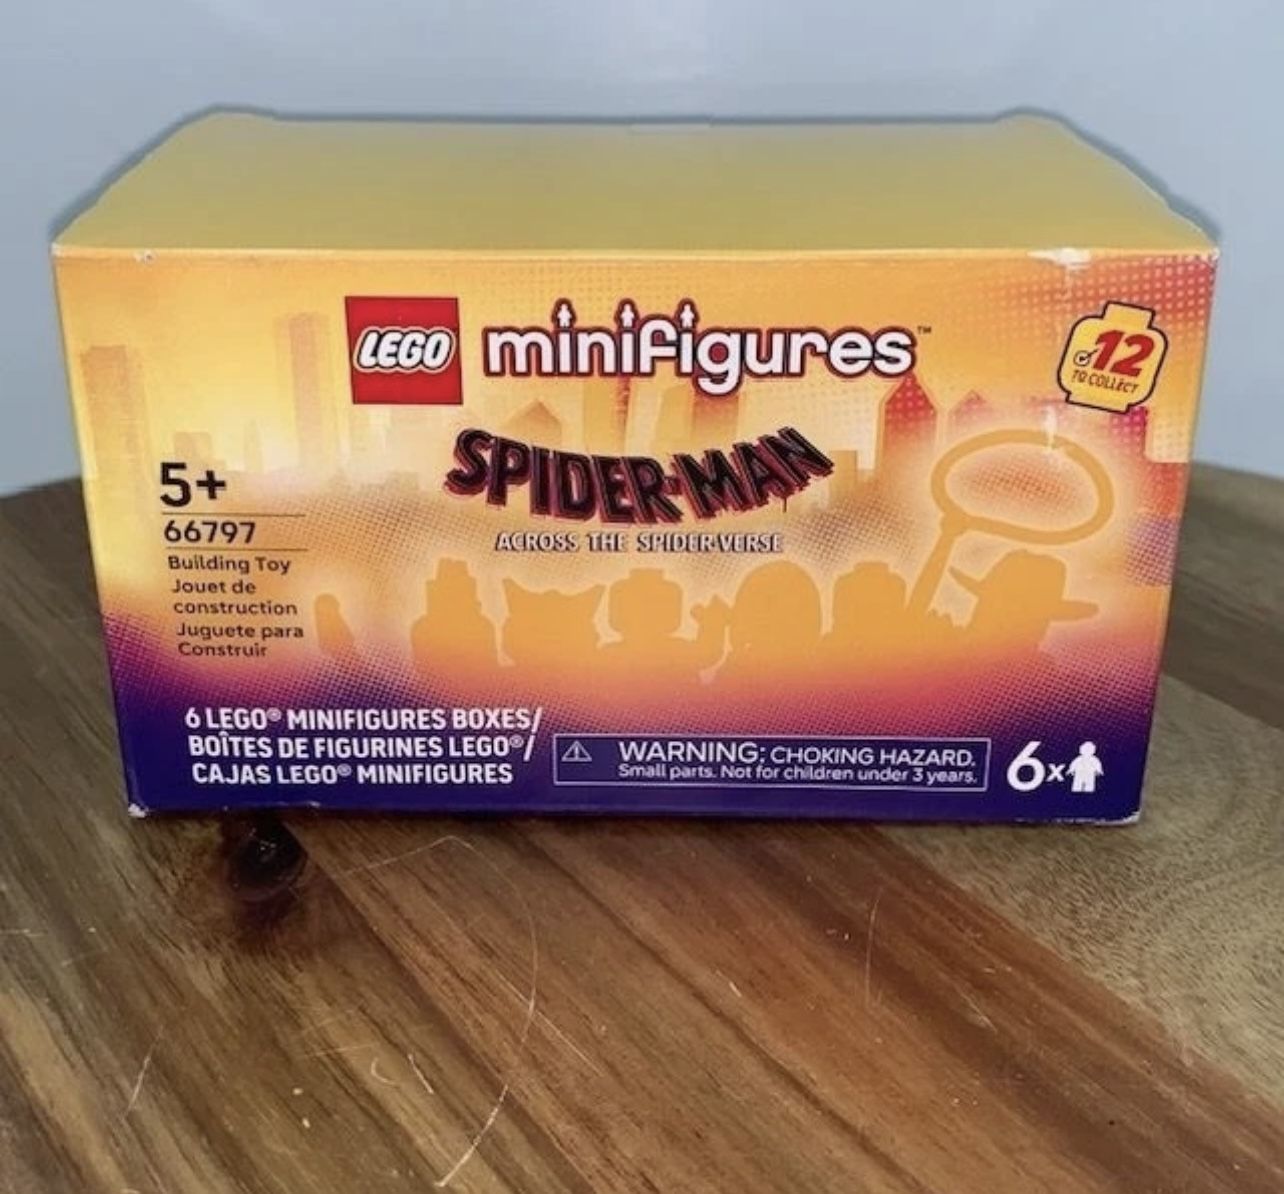 LEGO minifigures™
12
TO COLLECT
SPIDER-MAN
ACROSS THE SPIDER-VERSE
5+
66797
Building Toy
Jouet de
construction
Juguete para
Construir
6 LEGO® MINIFIGURES BOXES/
BOÎTES DE FIGURINES LEGO®/
CAJAS LEGO® MINIFIGURES
WARNING: CHOKING HAZARD.
Small parts. Not for children under 3 years.
6x